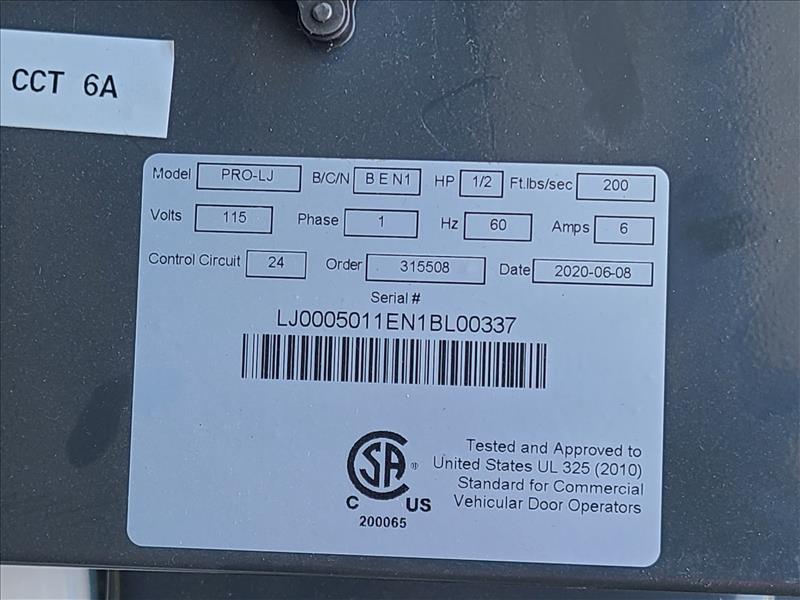 CCT 6A
Model PRO-LJ B/C/N B E N1 HP 1/2 Ft.lbs/sec 200
Volts 115 Phase 1 Hz 60 Amps 6
Control Circuit 24 Order 315508 Date 2020-06-08
Serial #
LJ0005011EN1BL00337
SA ®
C US
200065
Tested and Approved to
United States UL 325 (2010)
Standard for Commercial
Vehicular Door Operators